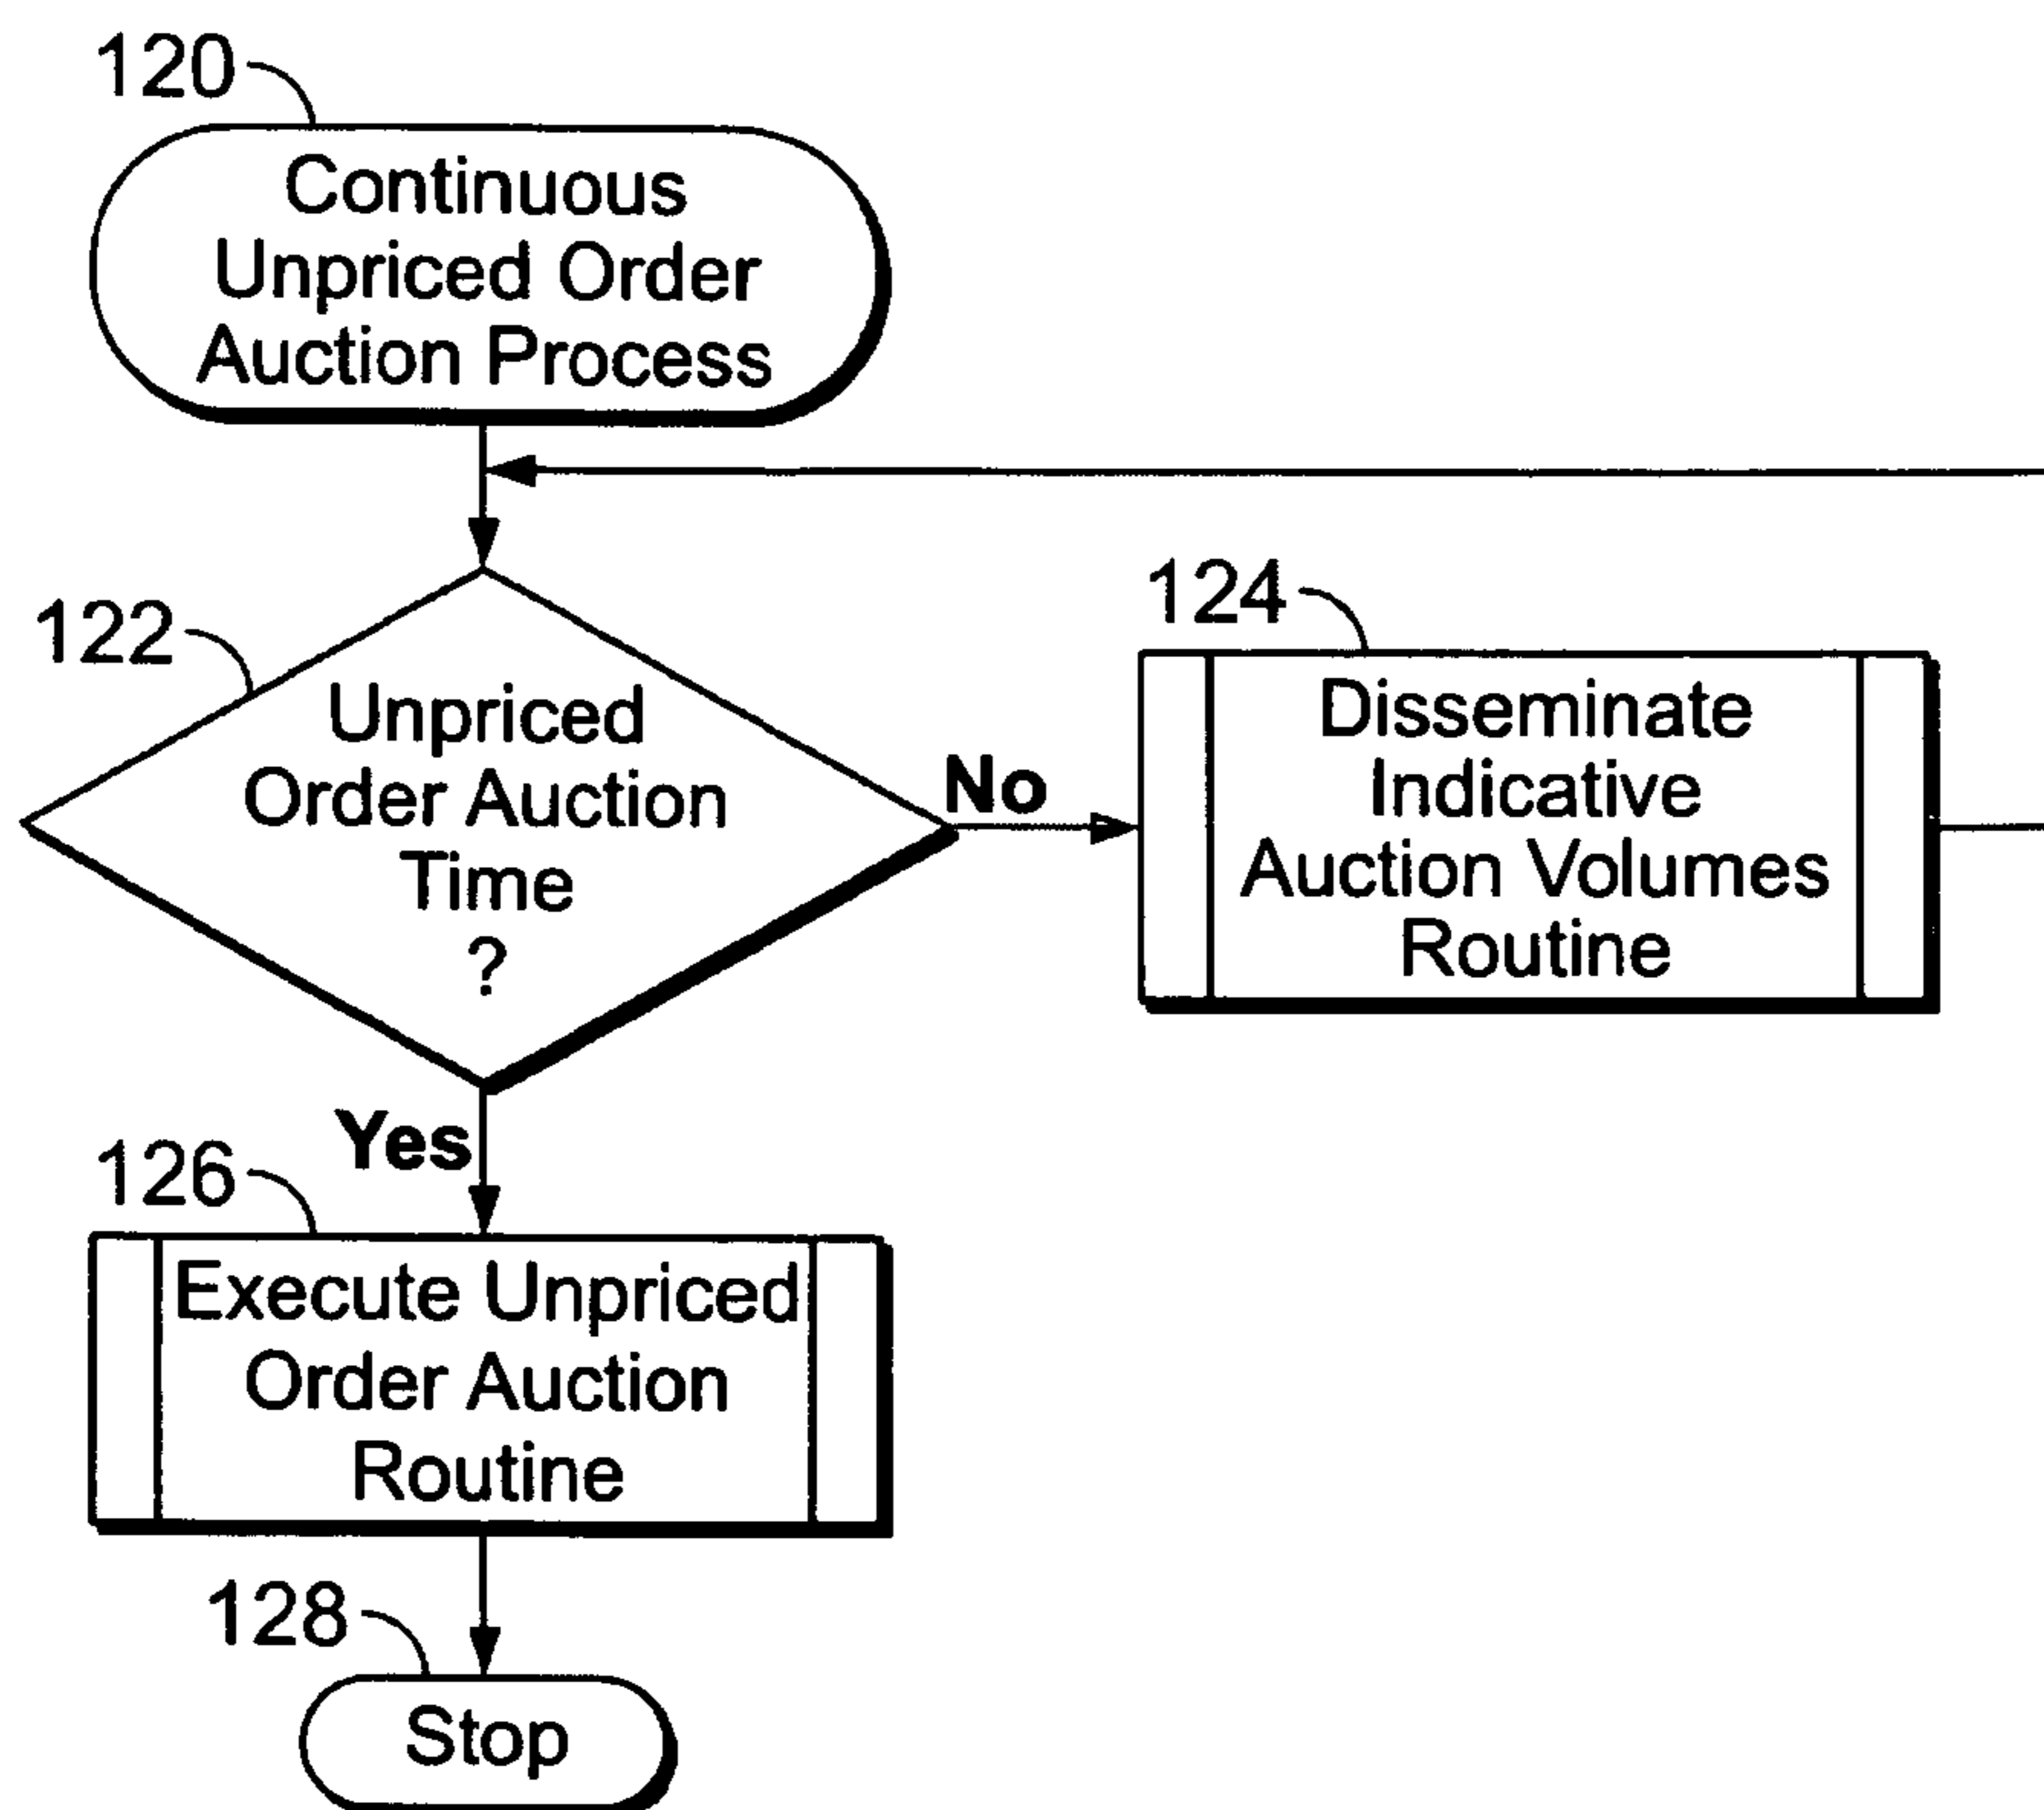 120
Continuous
Unpriced Order
Auction Process
122
Unpriced
Order Auction
Time
?
No
124
Disseminate
Indicative
Auction Volumes
Routine
Yes
126
Execute Unpriced
Order Auction
Routine
128
Stop